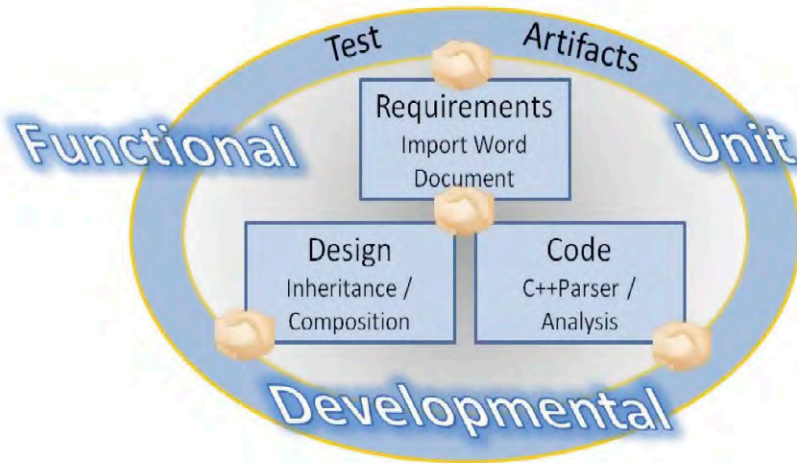 Test Artifacts
Functional
Unit
Requirements
Import Word
Document
Design
Inheritance /
Composition
Code
C++Parser /
Analysis
Developmental